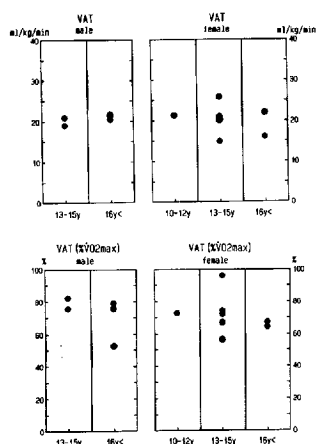 VAT
male
ml/kg/min
40
30
20
10
0
13-15y
16y<
VAT
female
ml/kg/min
40
30
20
10
0
10-12y
13-15y
16y<
VAT (%V̇O2max)
male
%
100
80
60
40
20
0
13-15y
16y<
VAT (%V̇O2max)
female
%
100
80
60
40
20
0
10-12y
13-15y
16y<